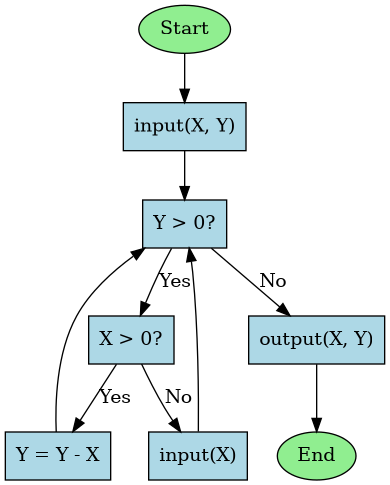 Start
input(X, Y)
Y > 0?
Yes
No
X > 0?
output(X, Y)
Yes
No
Y = Y - X
input(X)
End